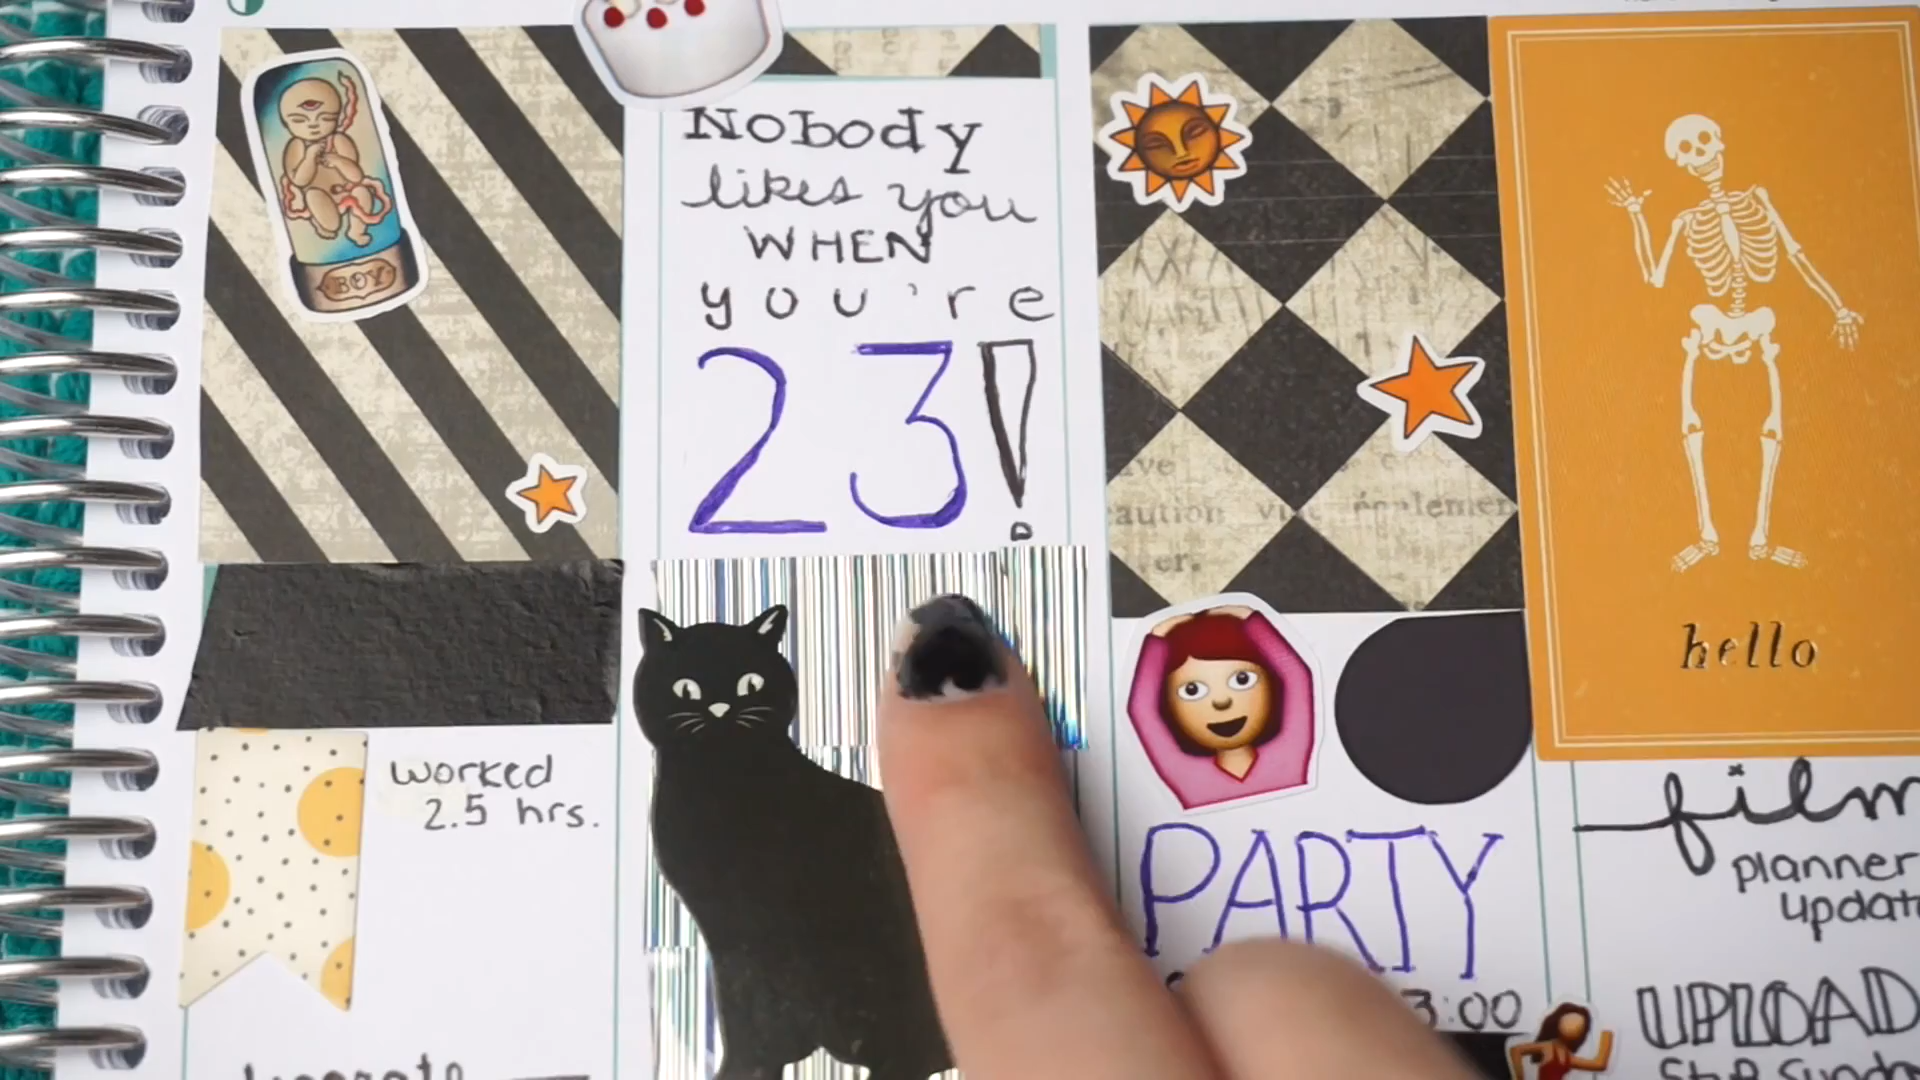 BOY
Nobody
likes you
WHEN
you're
23!
worked
2.5 hrs.
PARTY
3:00
hello
film
planner
updat
UPLOAD